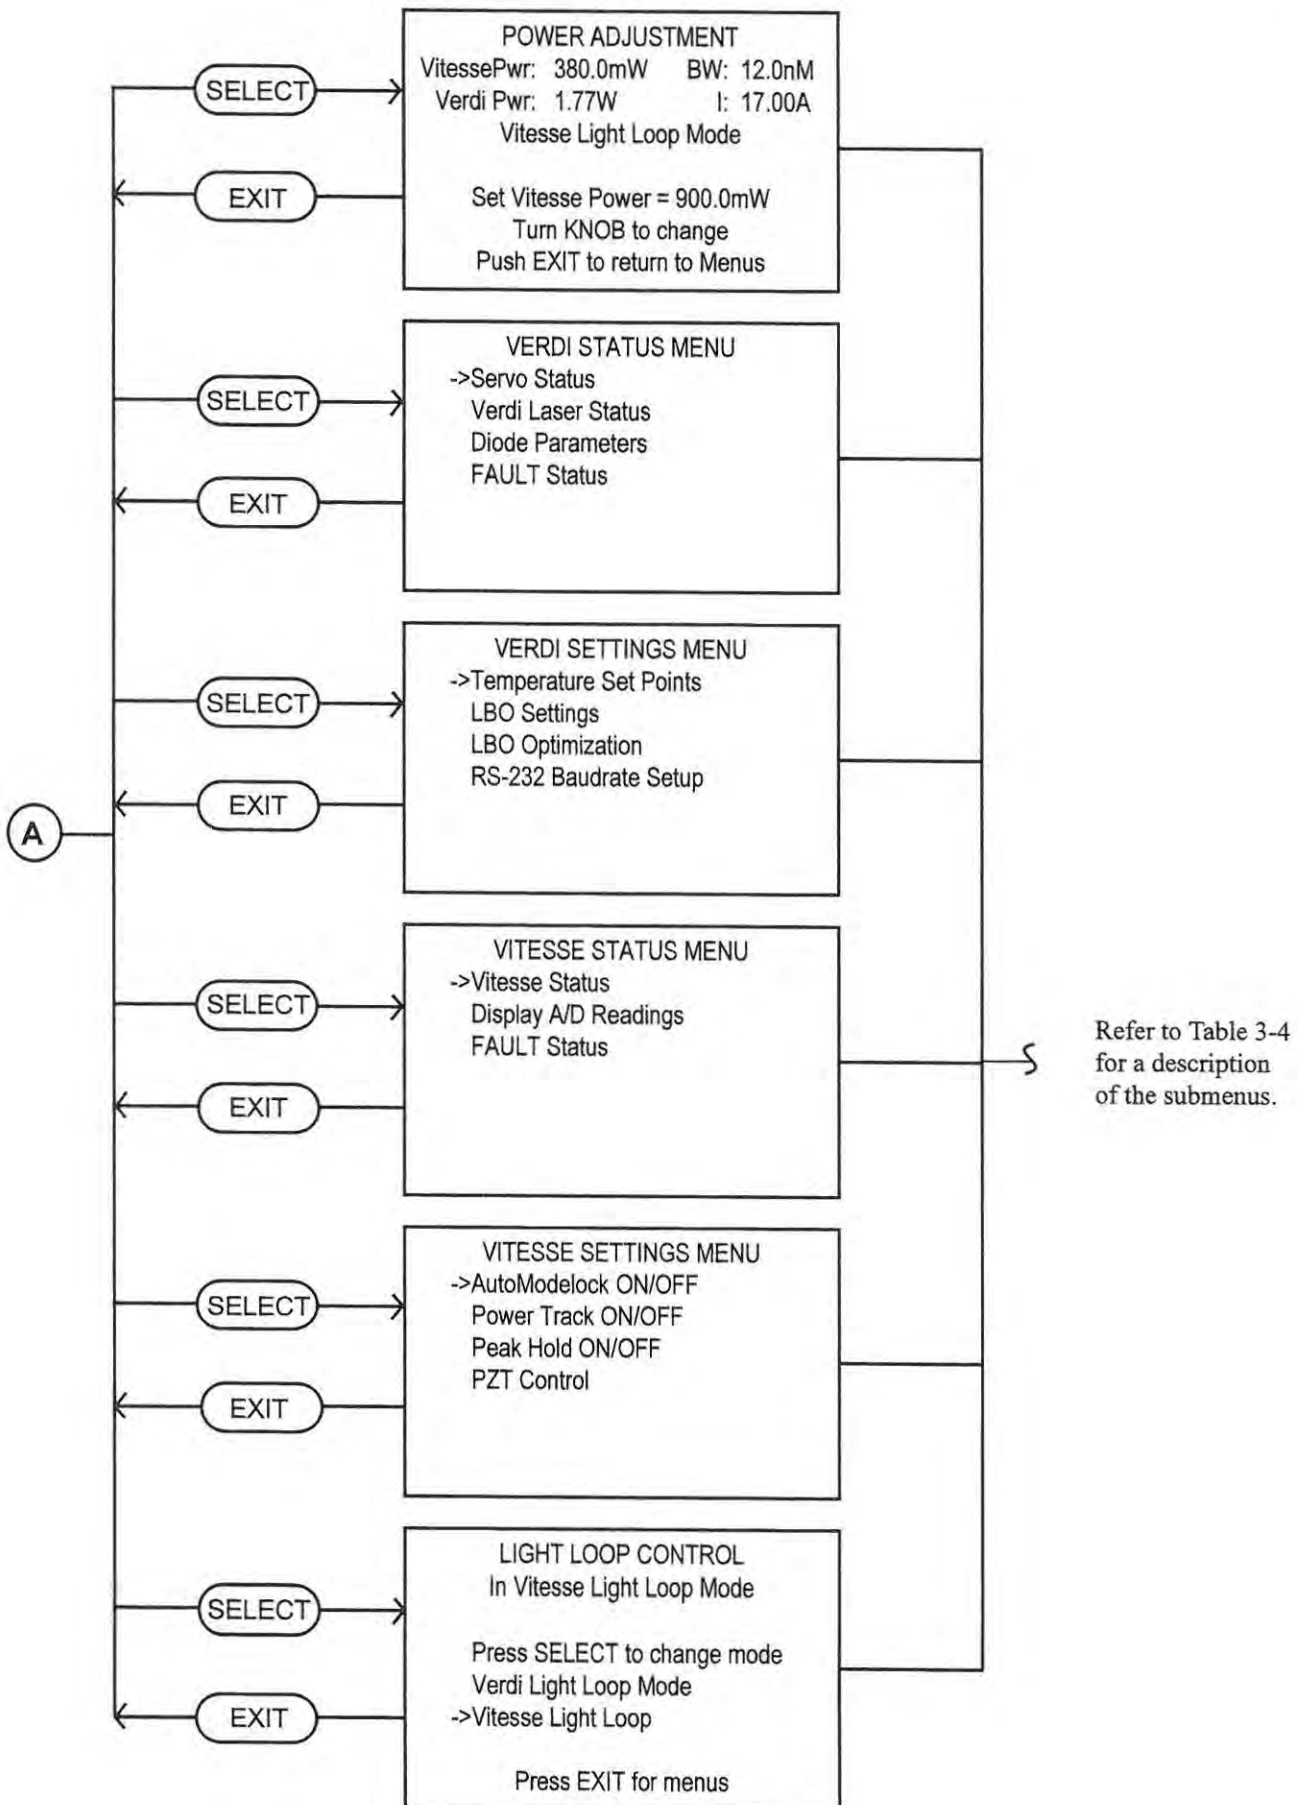 POWER ADJUSTMENT
VitessePwr: 380.0mW BW: 12.0nM
Verdi Pwr: 1.77W I: 17.00A
Vitesse Light Loop Mode
Set Vitesse Power = 900.0mW
Turn KNOB to change
Push EXIT to return to Menus
SELECT
EXIT
VERDI STATUS MENU
->Servo Status
Verdi Laser Status
Diode Parameters
FAULT Status
SELECT
EXIT
VERDI SETTINGS MENU
->Temperature Set Points
LBO Settings
LBO Optimization
RS-232 Baudrate Setup
SELECT
EXIT
A
VITESSE STATUS MENU
->Vitesse Status
Display A/D Readings
FAULT Status
SELECT
EXIT
Refer to Table 3-4
for a description
of the submenus.
VITESSE SETTINGS MENU
->AutoModelock ON/OFF
Power Track ON/OFF
Peak Hold ON/OFF
PZT Control
SELECT
EXIT
LIGHT LOOP CONTROL
In Vitesse Light Loop Mode
Press SELECT to change mode
Verdi Light Loop Mode
->Vitesse Light Loop
Press EXIT for menus
SELECT
EXIT